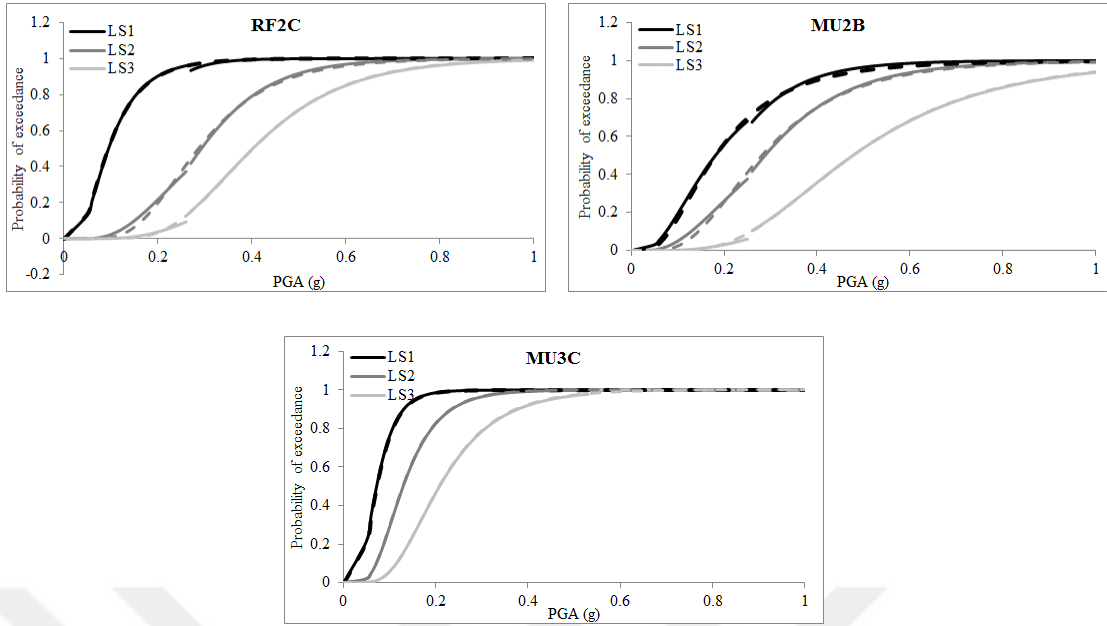 RF2C
LS1
LS2
LS3
1.2
1
0.8
0.6
0.4
0.2
0
-0.2
0 0.2 0.4 0.6 0.8 1
Probability of exceedance
PGA (g)
MU2B
LS1
LS2
LS3
1.2
1
0.8
0.6
0.4
0.2
0
0 0.2 0.4 0.6 0.8 1
Probability of exceedance
PGA (g)
MU3C
LS1
LS2
LS3
1.2
1
0.8
0.6
0.4
0.2
0
0 0.2 0.4 0.6 0.8 1
Probability of exceedance
PGA (g)